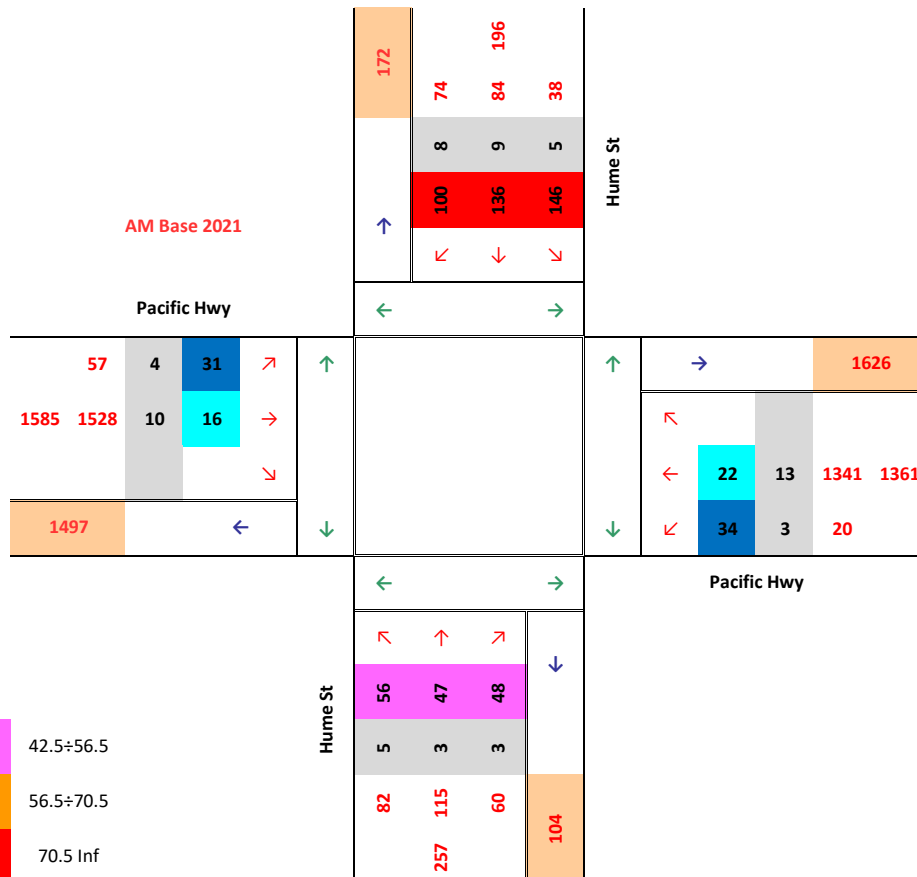 196
172
74 84 38
8 9 5
Hume St
100 136 146
AM Base 2021
↑
↙ ↓ ↘
Pacific Hwy
← →
57 4 31 ↗ ↑ ↑ → 1626
1585 1528 10 16 →
↖
← 22 13 1341 1361
↘
1497 ← ↓ ↓ ↙ 34 3 20
← →
Pacific Hwy
↖ ↑ ↗
↓
56 47 48
Hume St
42.5÷56.5
5 3 3
56.5÷70.5
82 115 60
104
257
70.5 Inf